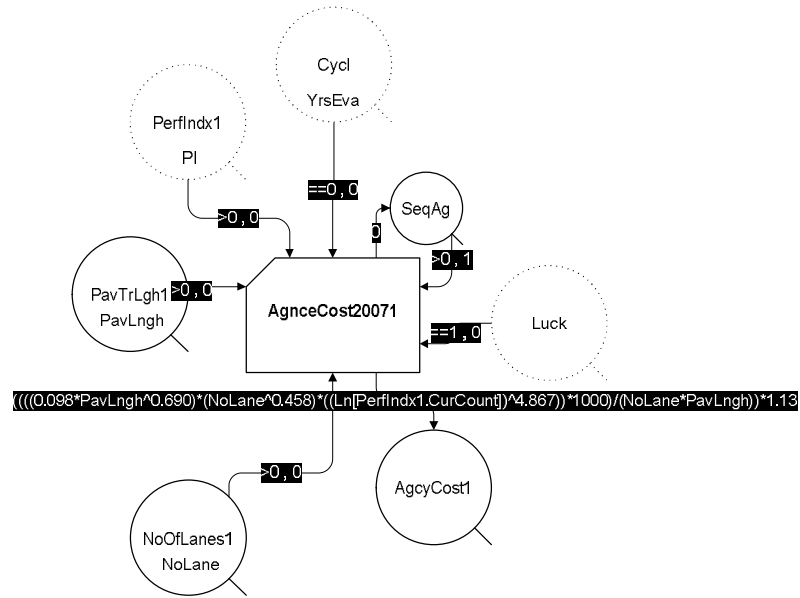 Cycl
YrsEva
PerfIndx1
PI
==0,0
SeqAg
>0,0
0
>0,1
PavTrLgh1
>0,0
PavLngh
AgnceCost20071
Luck
==1,0
((((0.098*PavLngh^0.690)*(NoLane^0.458)*((Ln[PerfIndx1.CurCount])^4.867))*1000)/(NoLane*PavLngh))*1.13
>0,0
AgcyCost1
NoOfLanes1
NoLane